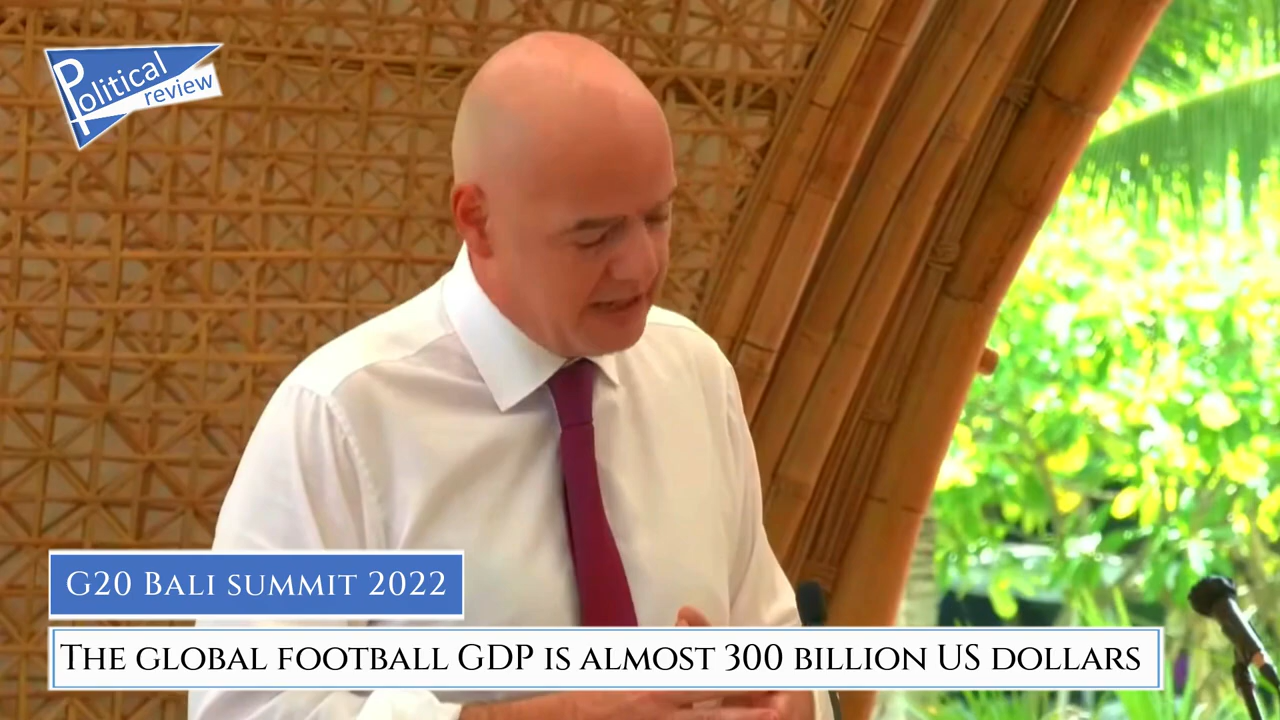 Political
review
G20 Bali summit 2022
The global football GDP is almost 300 billion US dollars